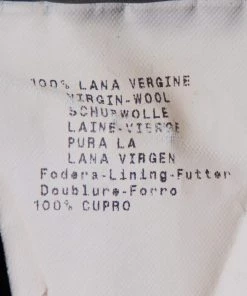 100% LANA VERGINE
VIRGIN-WOOL
SCHURWOLLE
LAINE-VIERGE
PURA LA
LANA VIRGEN
Fodera-Lining-Futter
Doublure-Forro
100% CUPRO